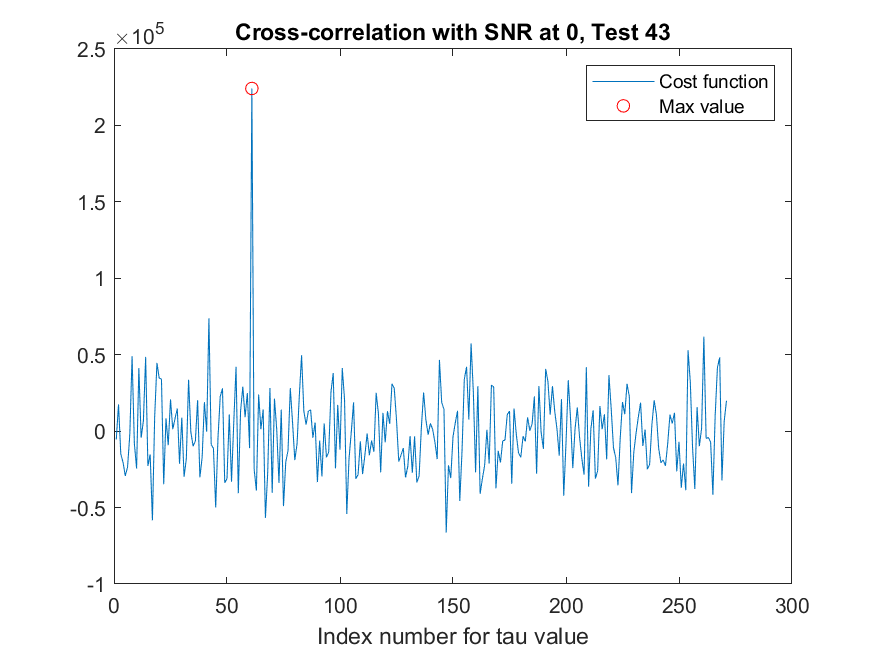 Cross-correlation with SNR at 0, Test 43
×10^5
2.5
2
1.5
1
0.5
0
-0.5
-1
0 50 100 150 200 250 300
Index number for tau value
Cost function
Max value